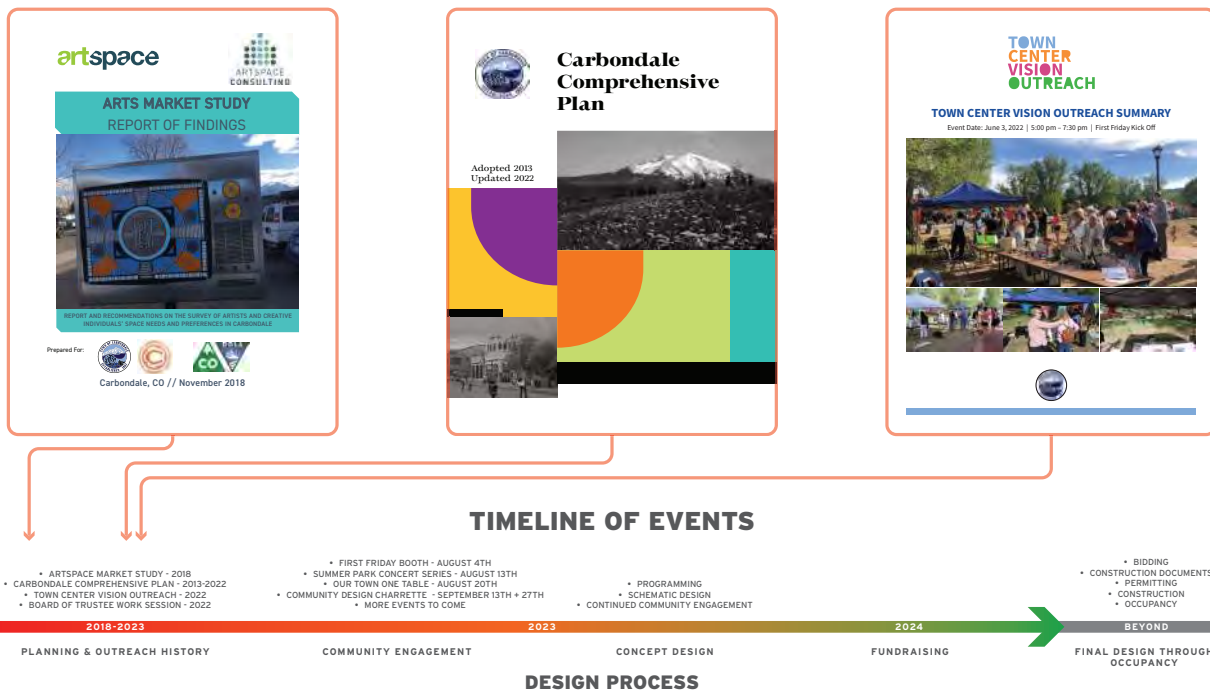 artspace
ARTSPACE
CONSULTING
ARTS MARKET STUDY
REPORT OF FINDINGS
REPORT AND RECOMMENDATIONS ON THE SURVEY OF ARTISTS AND CREATIVE
INDIVIDUALS' SPACE NEEDS AND PREFERENCES IN CARBONDALE
Prepared For:
Carbondale, CO // November 2018
Carbondale
Comprehensive
Plan
Adopted 2013
Updated 2022
TOWN
CENTER
VISION
OUTREACH
TOWN CENTER VISION OUTREACH SUMMARY
Event Date: June 3, 2022 | 5:00 pm – 7:30 pm | First Friday Kick Off
TIMELINE OF EVENTS
• ARTSPACE MARKET STUDY - 2018
• CARBONDALE COMPREHENSIVE PLAN - 2013-2022
• TOWN CENTER VISION OUTREACH - 2022
• BOARD OF TRUSTEE WORK SESSION - 2022
• FIRST FRIDAY BOOTH - AUGUST 4TH
• SUMMER PARK CONCERT SERIES - AUGUST 13TH
• OUR TOWN ONE TABLE - AUGUST 20TH
• COMMUNITY DESIGN CHARRETTE - SEPTEMBER 13TH + 27TH
• MORE EVENTS TO COME
• PROGRAMMING
• SCHEMATIC DESIGN
• CONTINUED COMMUNITY ENGAGEMENT
• BIDDING
• CONSTRUCTION DOCUMENTS
• PERMITTING
• CONSTRUCTION
• OCCUPANCY
2018-2023
2023
2024
BEYOND
PLANNING & OUTREACH HISTORY
COMMUNITY ENGAGEMENT
CONCEPT DESIGN
FUNDRAISING
FINAL DESIGN THROUGH
OCCUPANCY
DESIGN PROCESS